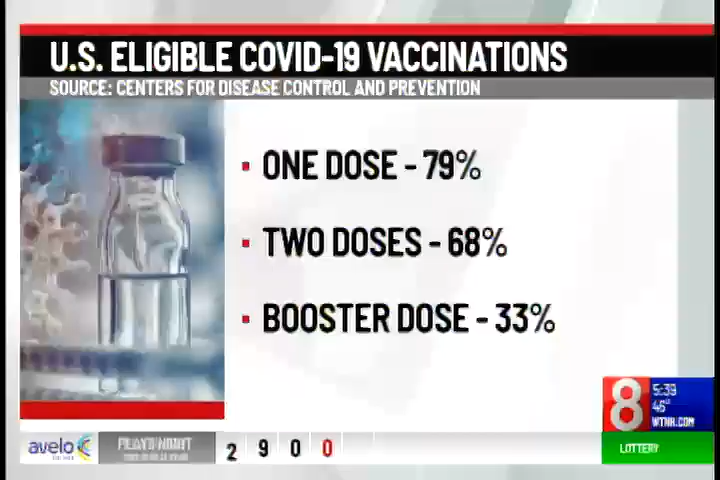 U.S. ELIGIBLE COVID-19 VACCINATIONS
SOURCE: CENTERS FOR DISEASE CONTROL AND PREVENTION
ONE DOSE - 79%
TWO DOSES - 68%
BOOSTER DOSE - 33%
8
5:39
46°
WTNH.COM
avelo
2 9 0 0
LOTTERY